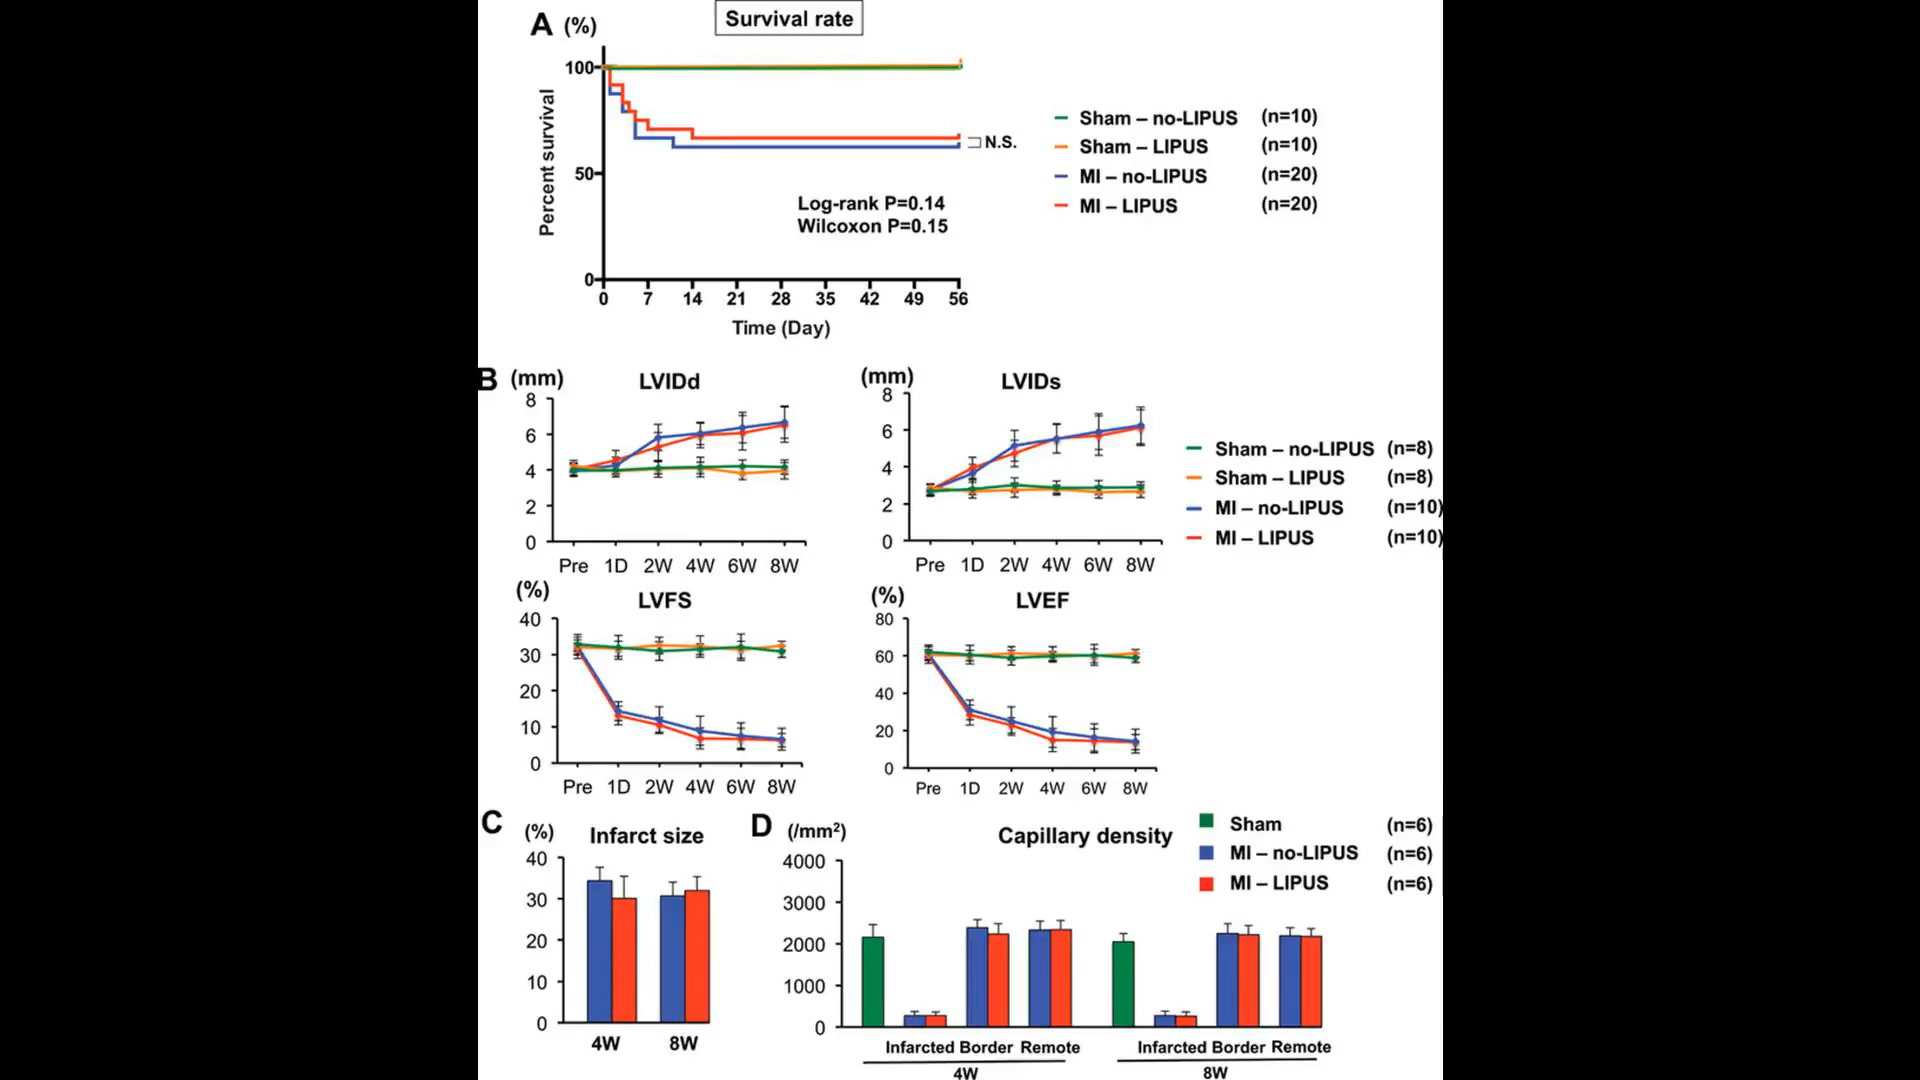 A (%) Survival rate
100
50
0
Percent survival
0 7 14 21 28 35 42 49 56
Time (Day)
N.S.
Log-rank P=0.14
Wilcoxon P=0.15
Sham – no-LIPUS (n=10)
Sham – LIPUS (n=10)
MI – no-LIPUS (n=20)
MI – LIPUS (n=20)
B (mm) LVIDd
8
6
4
2
0
Pre 1D 2W 4W 6W 8W
(mm) LVIDs
8
6
4
2
0
Pre 1D 2W 4W 6W 8W
Sham – no-LIPUS (n=8)
Sham – LIPUS (n=8)
MI – no-LIPUS (n=10)
MI – LIPUS (n=10)
(%) LVFS
40
30
20
10
0
Pre 1D 2W 4W 6W 8W
(%) LVEF
80
60
40
20
0
Pre 1D 2W 4W 6W 8W
C (%) Infarct size
40
30
20
10
0
4W 8W
D (/mm²) Capillary density
4000
3000
2000
1000
0
Infarcted Border Remote Infarcted Border Remote
4W 8W
Sham (n=6)
MI – no-LIPUS (n=6)
MI – LIPUS (n=6)